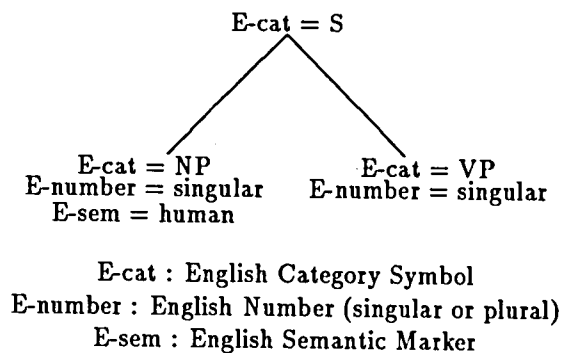 E-cat = S
E-cat = NP
E-number = singular
E-sem = human
E-cat = VP
E-number = singular
E-cat : English Category Symbol
E-number : English Number (singular or plural)
E-sem : English Semantic Marker